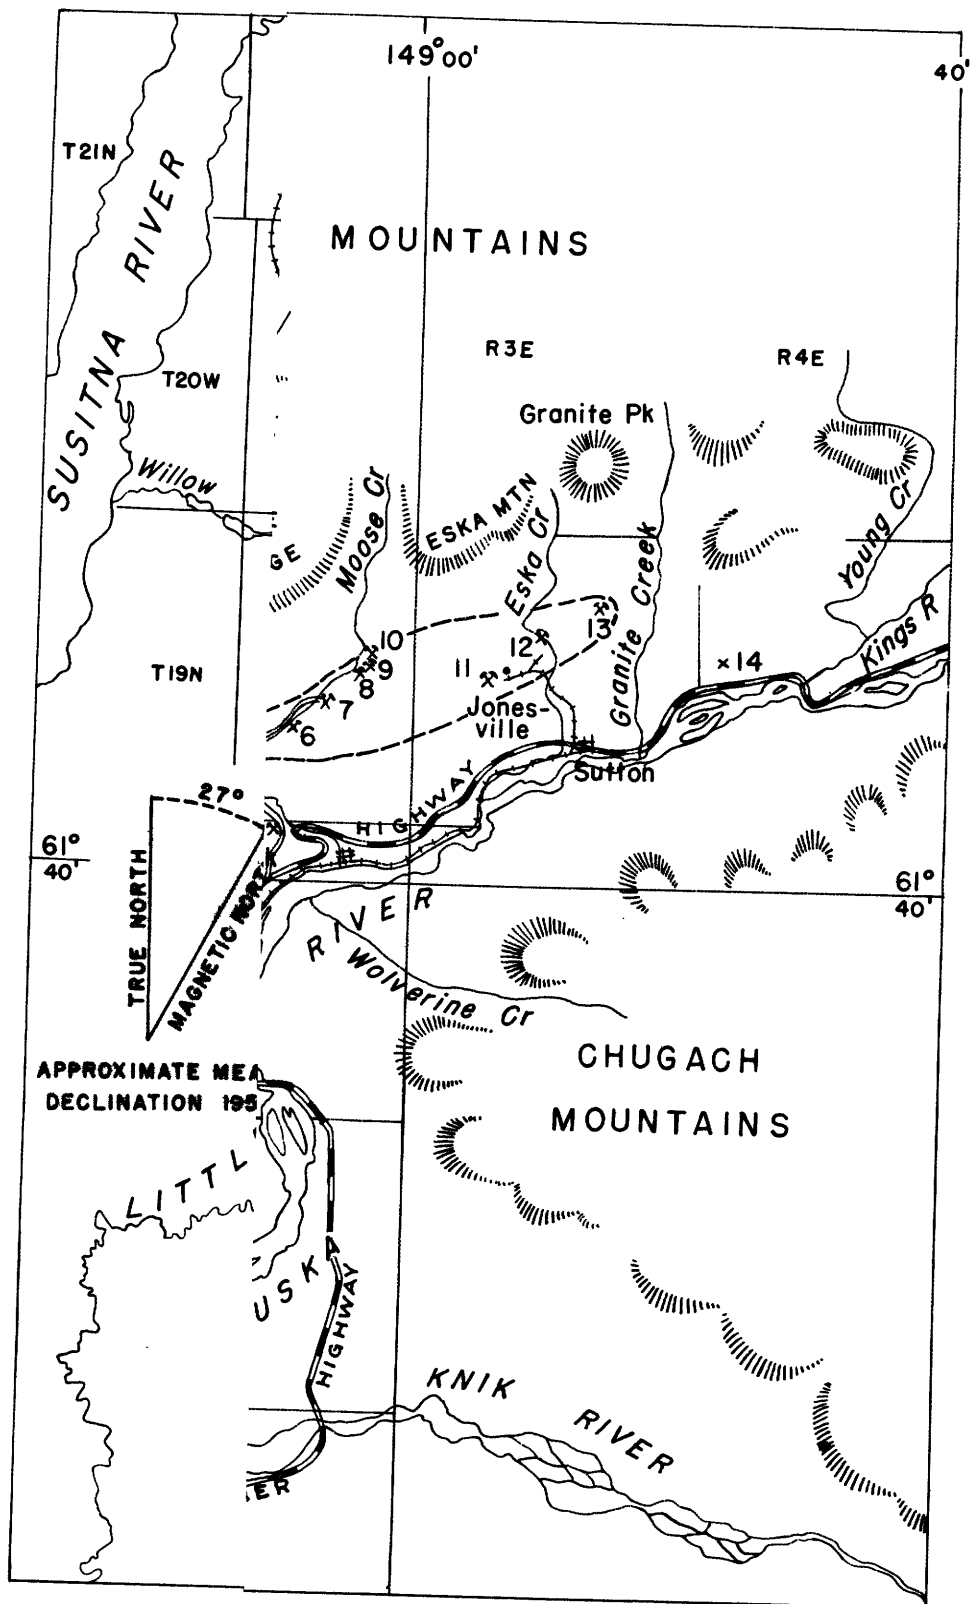 149°00'
40'
T21N
SUSITNA RIVER
MOUNTAINS
R3E
R4E
T20W
Granite Pk
Willow
Moose Cr
ESKA MTN
Eska Cr
Granite Creek
Young Cr
Kings R
GE
T19N
10
9
8
7
6
11
12
13
14
Jones-
ville
Sutton
HIGHWAY
27°
61°
40'
61°
40'
TRUE NORTH
MAGNETIC NORTH
RIVER
Wolverine Cr
APPROXIMATE MEA
DECLINATION 195
CHUGACH
MOUNTAINS
LITTL
USKA
HIGHWAY
KNIK RIVER
ER